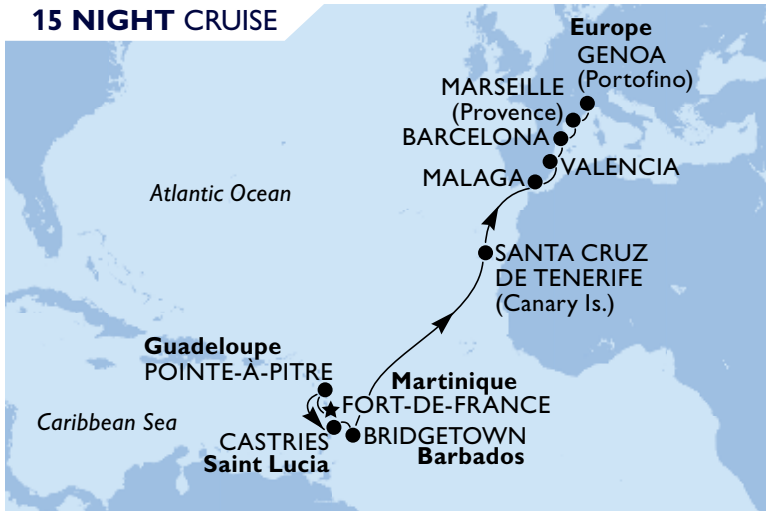 15 NIGHT CRUISE
Europe
GENOA
(Portofino)
MARSEILLE
(Provence)
BARCELONA
VALENCIA
MALAGA
Atlantic Ocean
SANTA CRUZ
DE TENERIFE
(Canary Is.)
Guadeloupe
POINTE-À-PITRE
Martinique
FORT-DE-FRANCE
Caribbean Sea
CASTRIES
Saint Lucia
BRIDGETOWN
Barbados